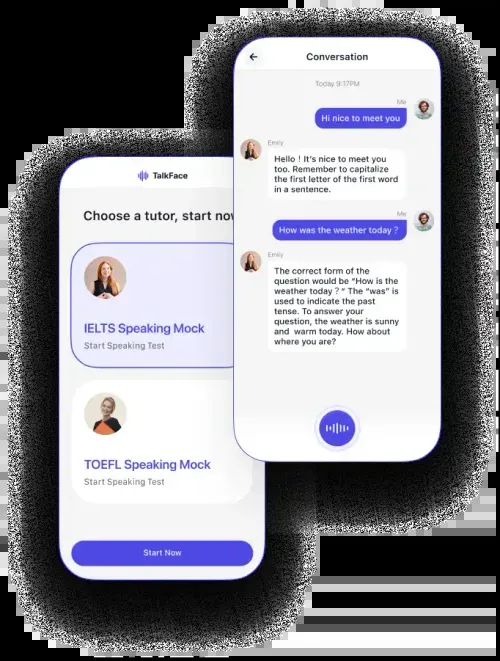 TalkFace
Choose a tutor, start now
IELTS Speaking Mock
Start Speaking Test
TOEFL Speaking Mock
Start Speaking Test
Start Now
Conversation
Today 9:17PM
Me
Hi nice to meet you
Emily
Hello ! It's nice to meet you
too. Remember to capitalize
the first letter of the first word
in a sentence.
Me
How was the weather today ?
Emily
The correct form of the
question would be “How is the
weather today ? ” The “was” is
used to indicate the past
tense. To answer your
question, the weather is sunny
and warm today. How about
where you are?